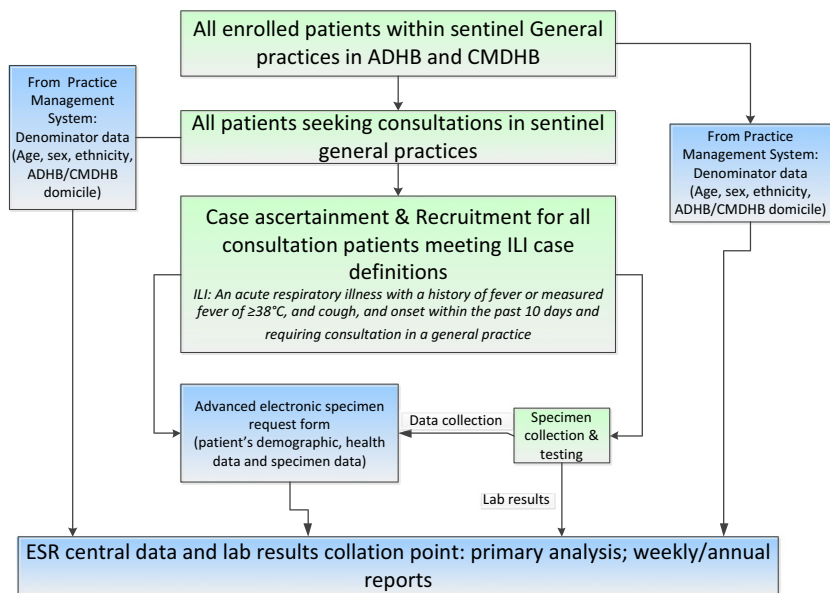 All enrolled patients within sentinel General
practices in ADHB and CMDHB
From Practice
Management
System:
Denominator data
(Age, sex, ethnicity,
ADHB/CMDHB
domicile)
All patients seeking consultations in sentinel
general practices
From Practice
Management System:
Denominator data
(Age, sex, ethnicity,
ADHB/CMDHB domicile)
Case ascertainment & Recruitment for all
consultation patients meeting ILI case
definitions
ILI: An acute respiratory illness with a history of fever or measured
fever of ≥38°C, and cough, and onset within the past 10 days and
requiring consultation in a general practice
Advanced electronic specimen
request form
(patient's demographic, health
data and specimen data)
Data collection
Specimen
collection &
testing
Lab results
ESR central data and lab results collation point: primary analysis; weekly/annual
reports